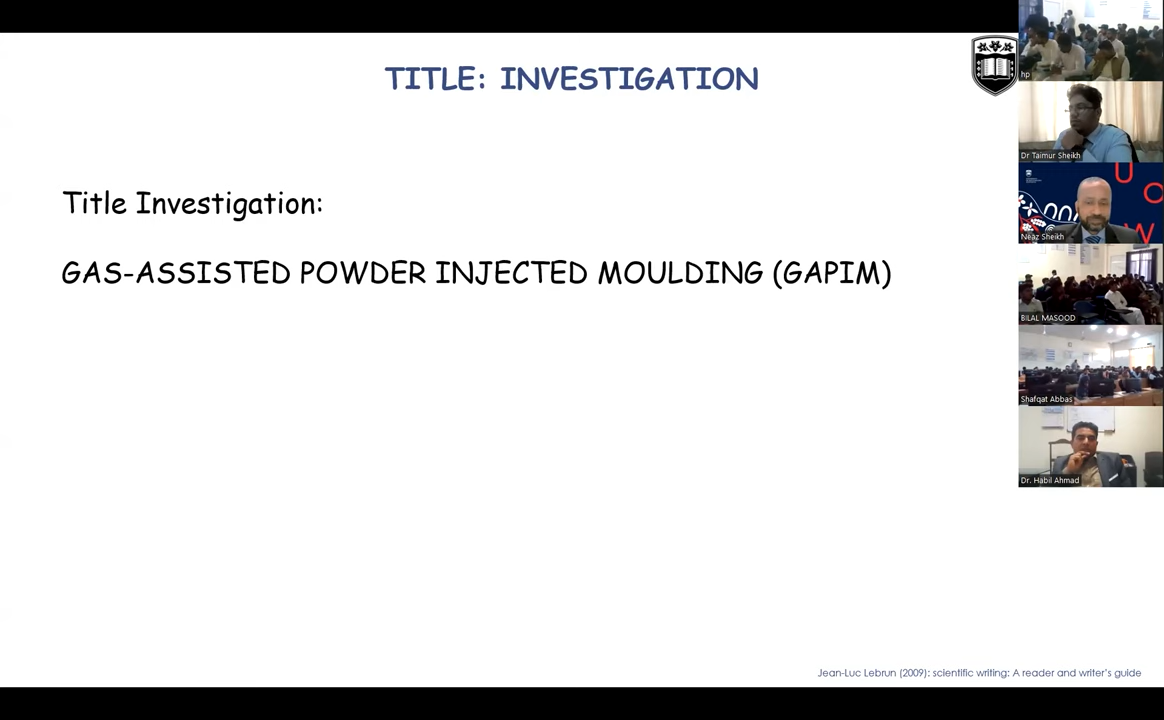 TITLE: INVESTIGATION
Title Investigation:
GAS-ASSISTED POWDER INJECTED MOULDING (GAPIM)
Jean-Luc Lebrun (2009): scientific writing: A reader and writer's guide
hp
Dr Taimur Sheikh
U
O
W
Neaz Sheikh
BILAL MASOOD
Shafqat Abbas
Dr. Habil Ahmad